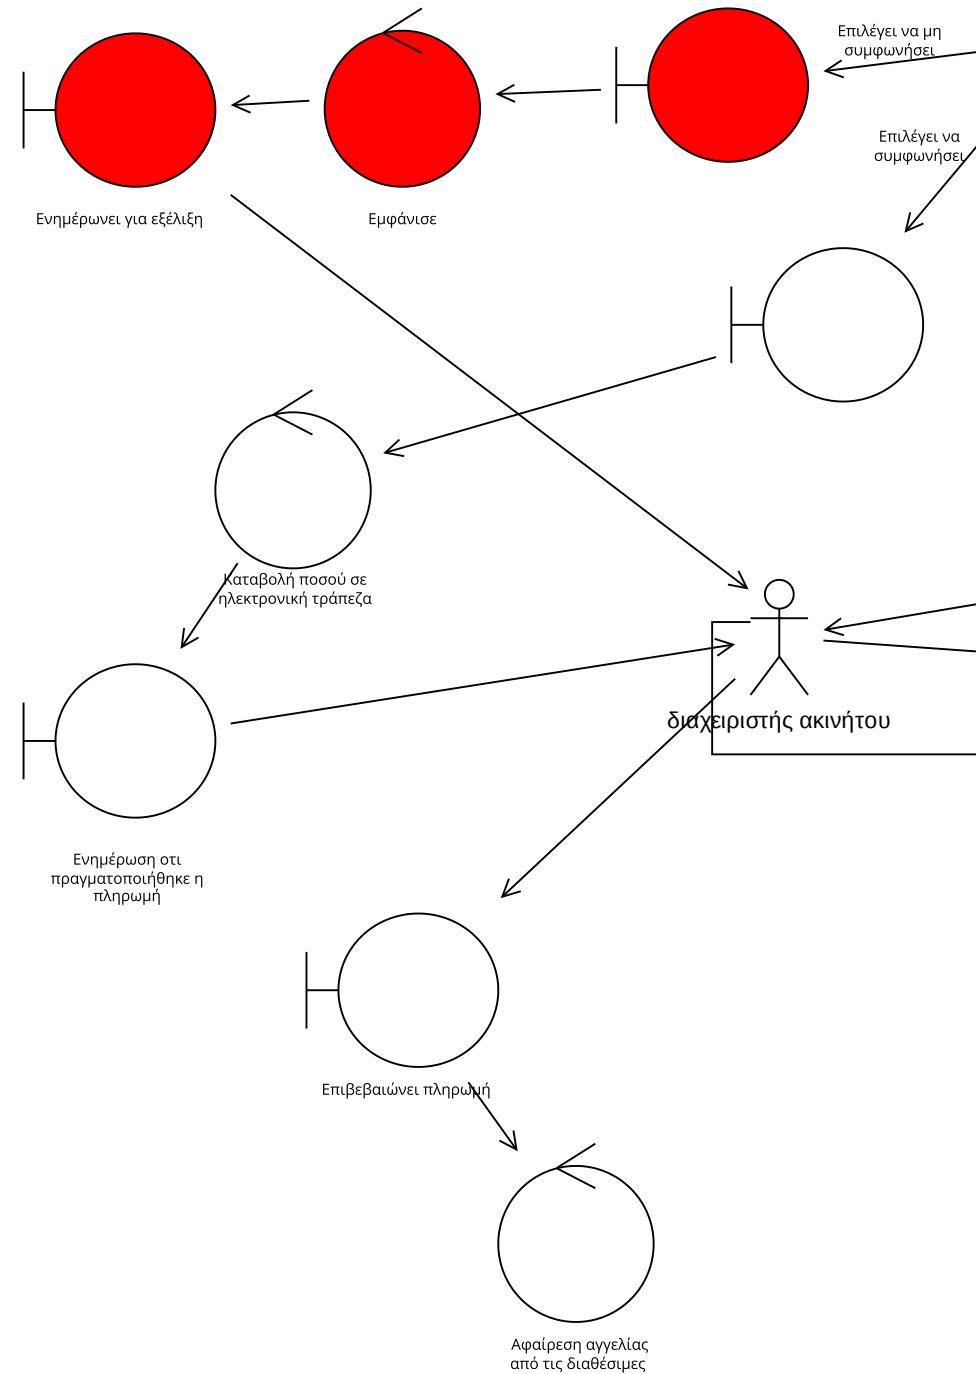 Επιλέγει να μη
συμφωνήσει
Επιλέγει να
συμφωνήσει
Ενημέρωνει για εξέλιξη
Εμφάνισε
Καταβολή ποσού σε
ηλεκτρονική τράπεζα
διαχειριστής ακινήτου
Ενημέρωση οτι
πραγματοποιήθηκε η
πληρωμή
Επιβεβαιώνει πληρωμή
Αφαίρεση αγγελίας
από τις διαθέσιμες